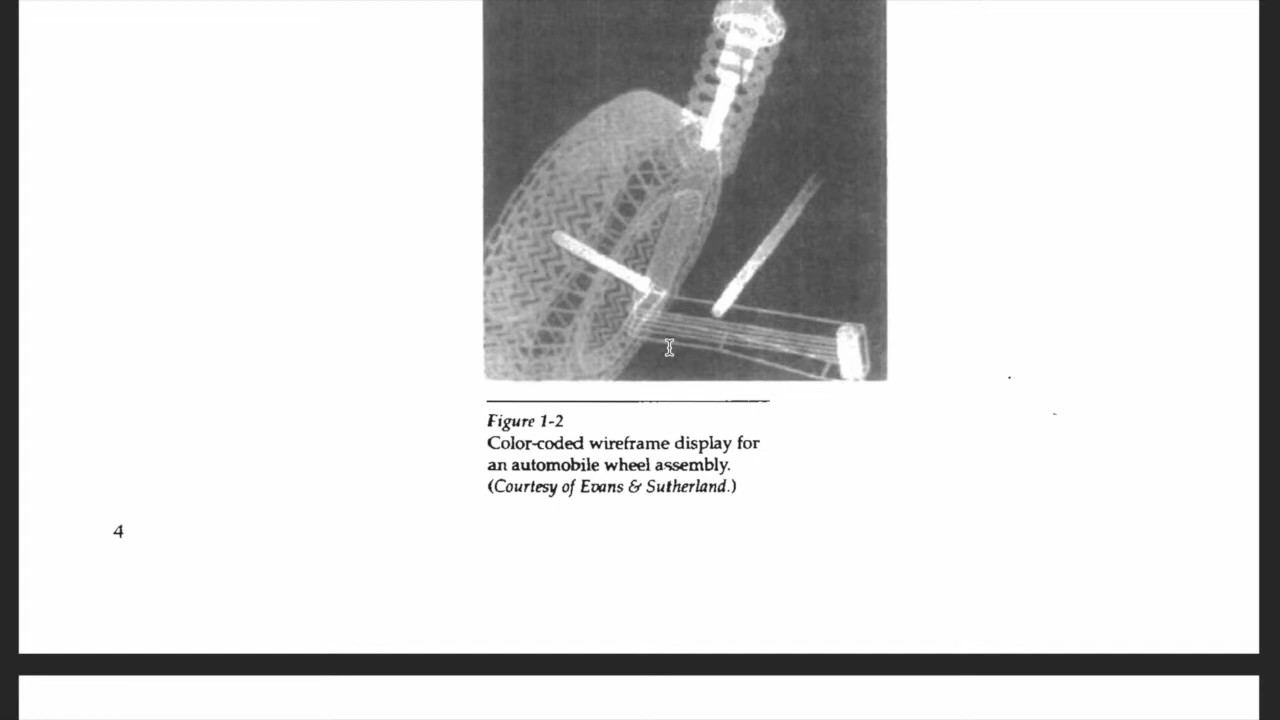 Figure 1-2
Color-coded wireframe display for
an automobile wheel assembly.
(Courtesy of Evans & Sutherland.)
4